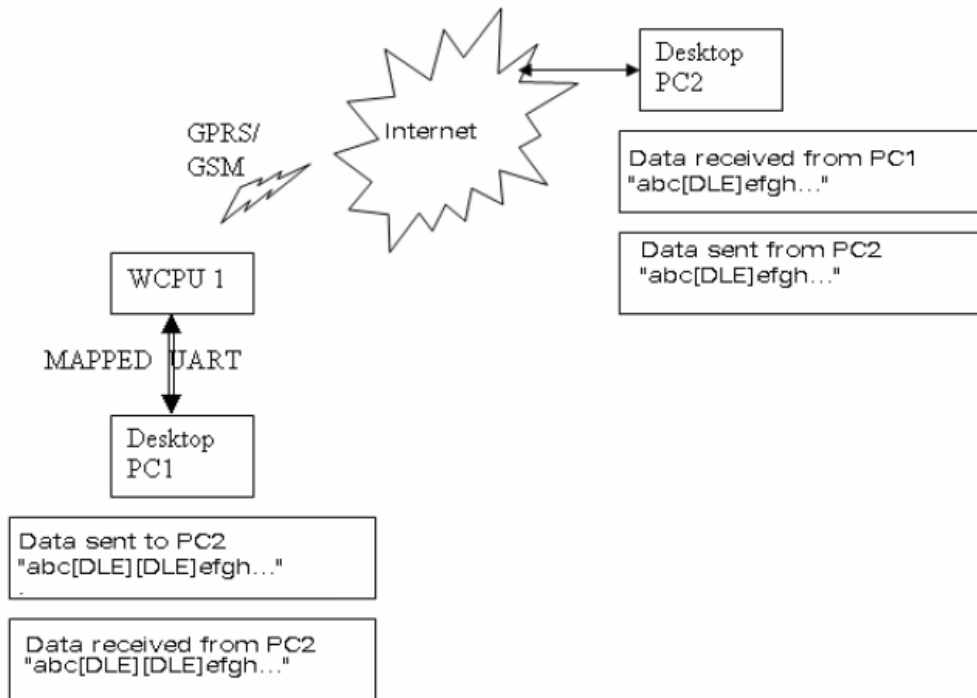 Desktop
PC2
Internet
GPRS/
GSM
Data received from PC1
"abc[DLE]efgh..."
Data sent from PC2
"abc[DLE]efgh..."
WCPU 1
MAPPED UART
Desktop
PC1
Data sent to PC2
"abc[DLE][DLE]efgh..."
.
Data received from PC2
"abc[DLE][DLE]efgh..."